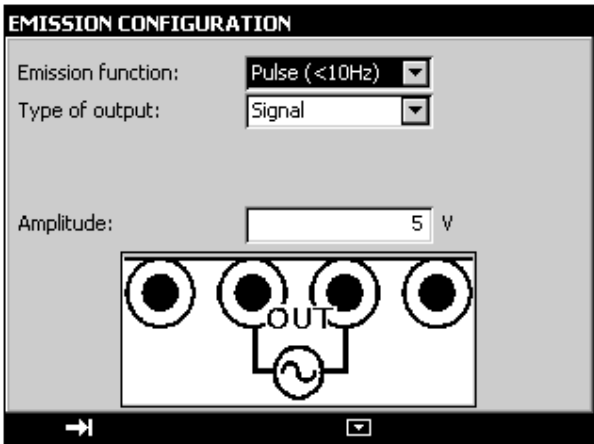 EMISSION CONFIGURATION
Emission function: Pulse (<10Hz)
Type of output: Signal
Amplitude: 5 V
OUT